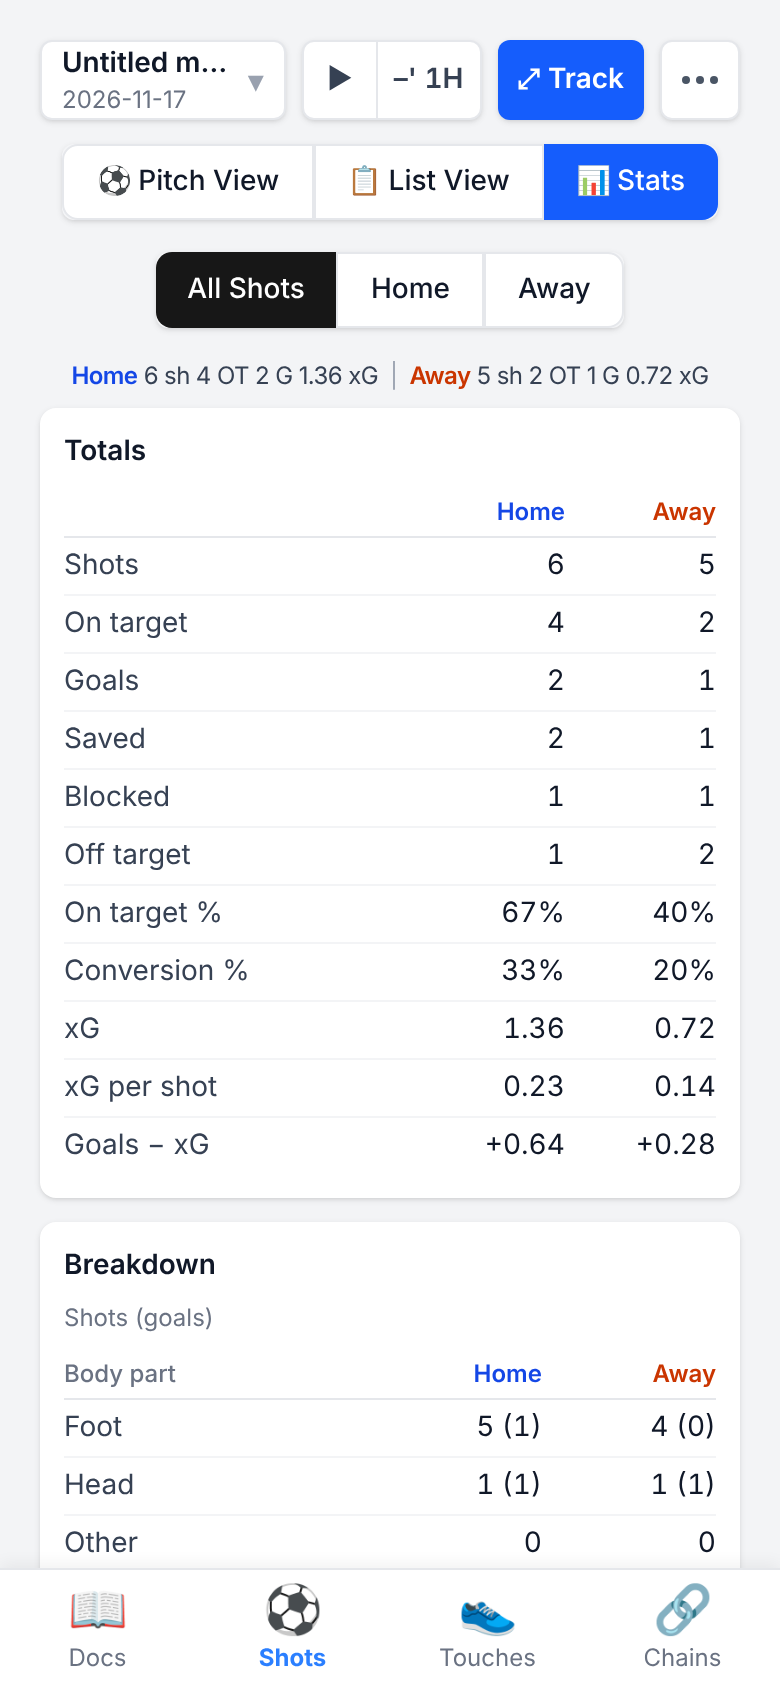 Untitled m...
2026-11-17
–' 1H
Track
Pitch View
List View
Stats
All Shots
Home
Away
Home 6 sh 4 OT 2 G 1.36 xG | Away 5 sh 2 OT 1 G 0.72 xG
Totals
Home Away
Shots 6 5
On target 4 2
Goals 2 1
Saved 2 1
Blocked 1 1
Off target 1 2
On target % 67% 40%
Conversion % 33% 20%
xG 1.36 0.72
xG per shot 0.23 0.14
Goals – xG +0.64 +0.28
Breakdown
Shots (goals)
Body part Home Away
Foot 5 (1) 4 (0)
Head 1 (1) 1 (1)
Other 0 0
Docs
Shots
Touches
Chains